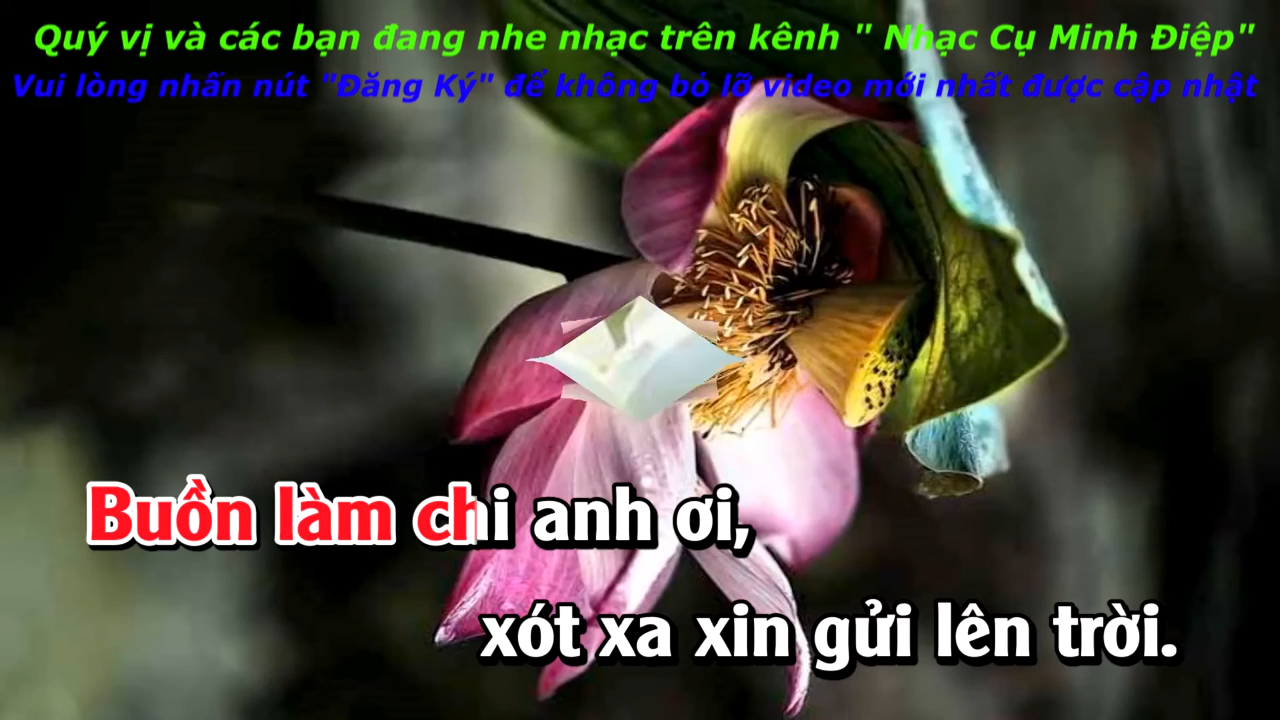 Quý vị và các bạn đang nhe nhạc trên kênh " Nhạc Cụ Minh Điệp"
Vui lòng nhấn nút "Đăng Ký" để không bỏ lỡ video mới nhất được cập nhật
Buồn làm chi anh ơi,
xót xa xin gửi lên trời.